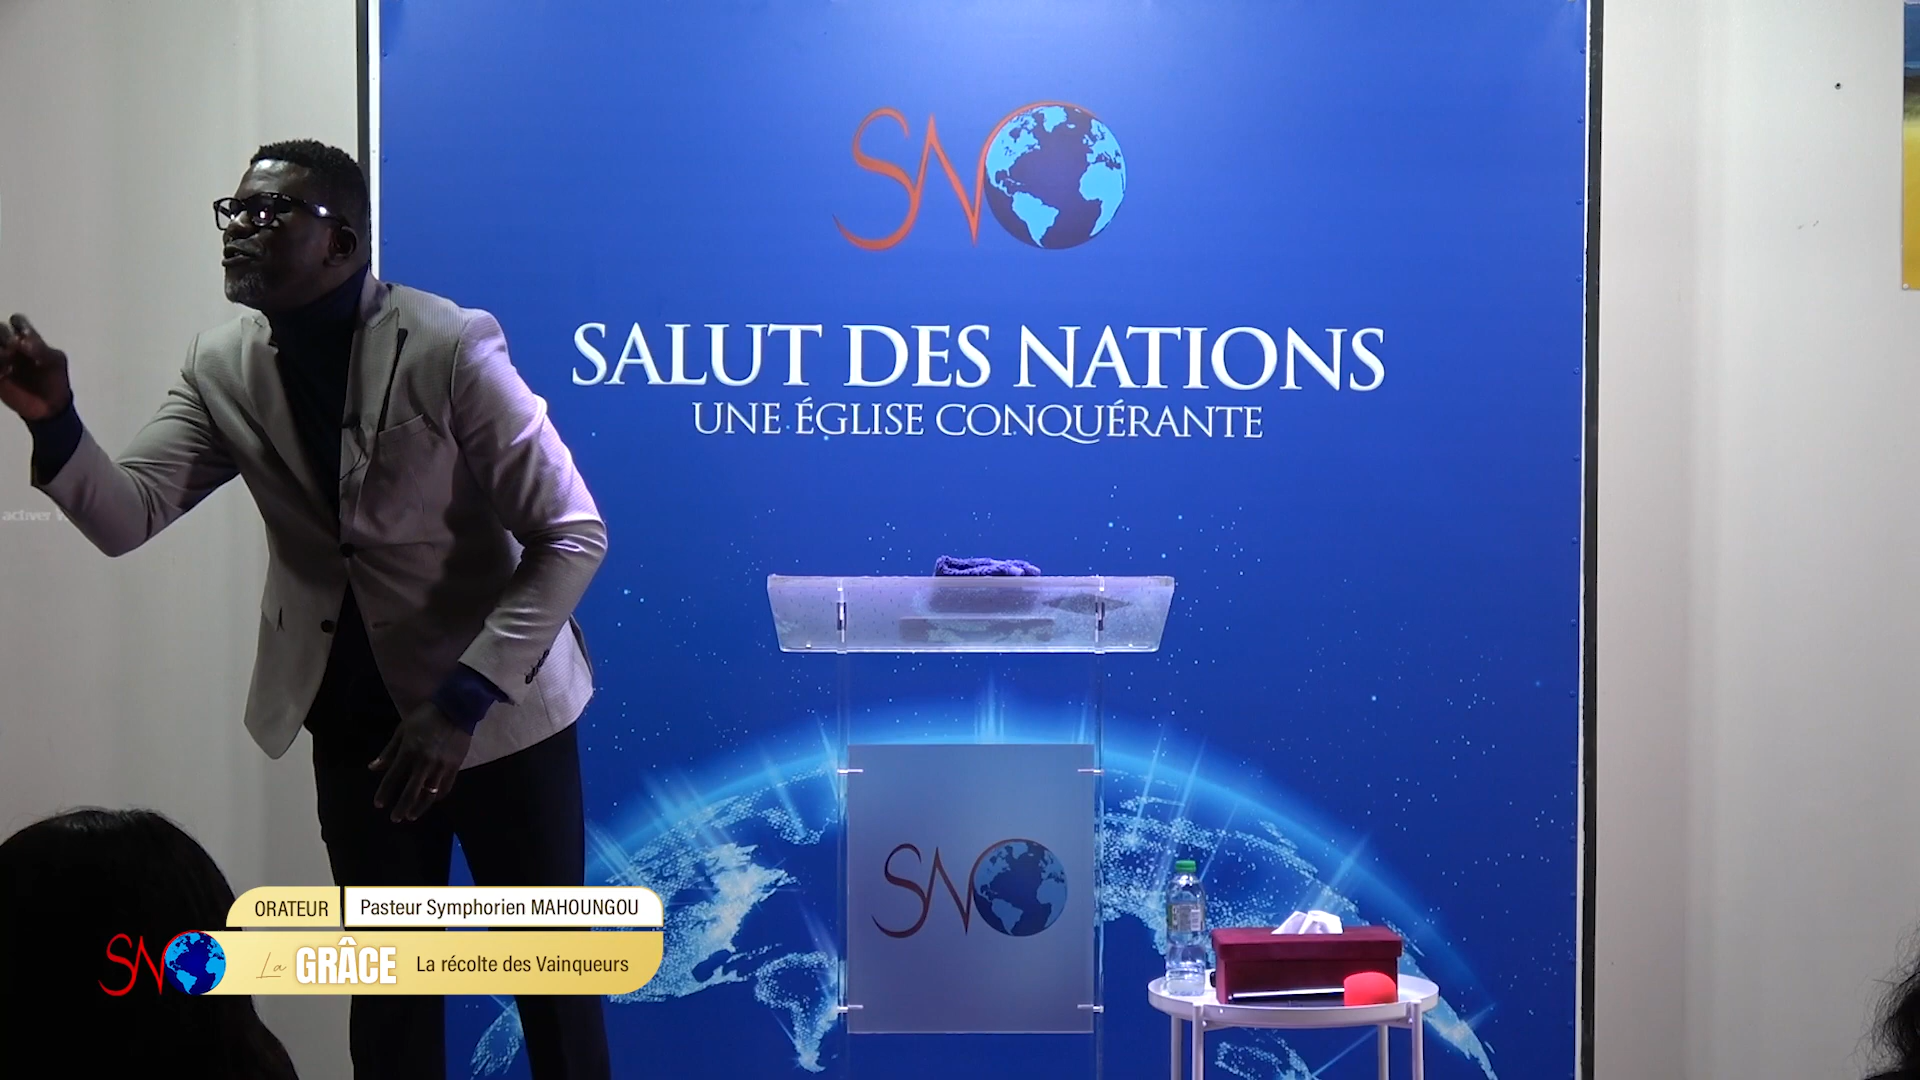 SN
SALUT DES NATIONS
UNE ÉGLISE CONQUÉRANTE
activer
SN
ORATEUR Pasteur Symphorien MAHOUNGOU
SN La GRÂCE La récolte des Vainqueurs